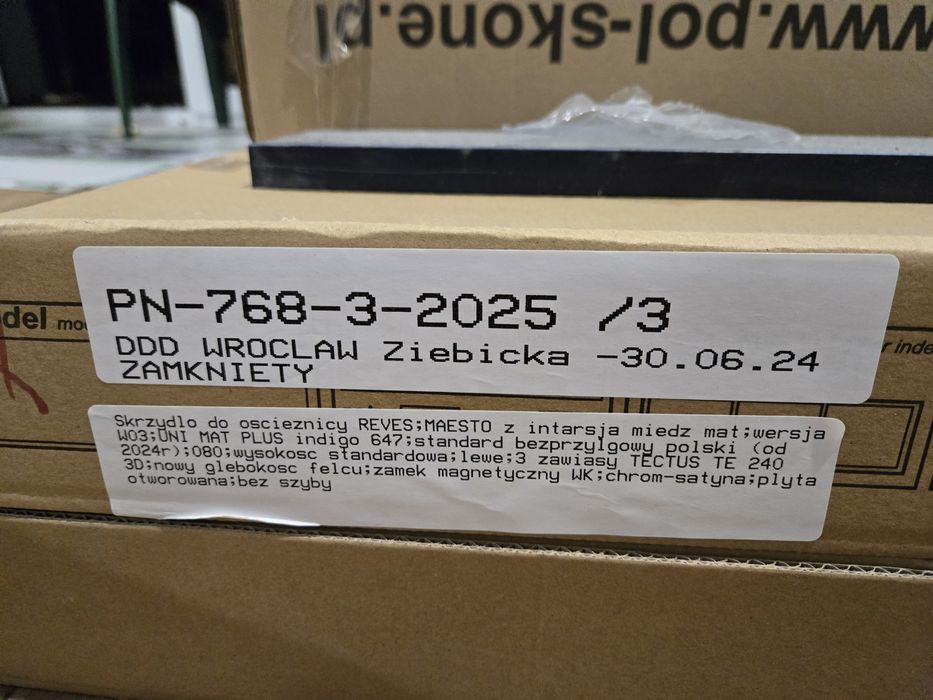 www.pol-skone.pl
del
r inde
PN-768-3-2025 /3
DDD WROCLAW Ziebicka -30.06.24
ZAMKNIETY
Skrzydlo do oscieznicy REVES;MAESTO z intarsja miedz mat;wersja
W03;UNI MAT PLUS indigo 647;standard bezprzylgowy polski (od
2024r);080;wysokosc standardowa;lewe;3 zawiasy TECTUS TE 240
3D;nowy glebokosc felcu;zamek magnetyczny WK;chrom-satyna;plyta
otworowana;bez szyby